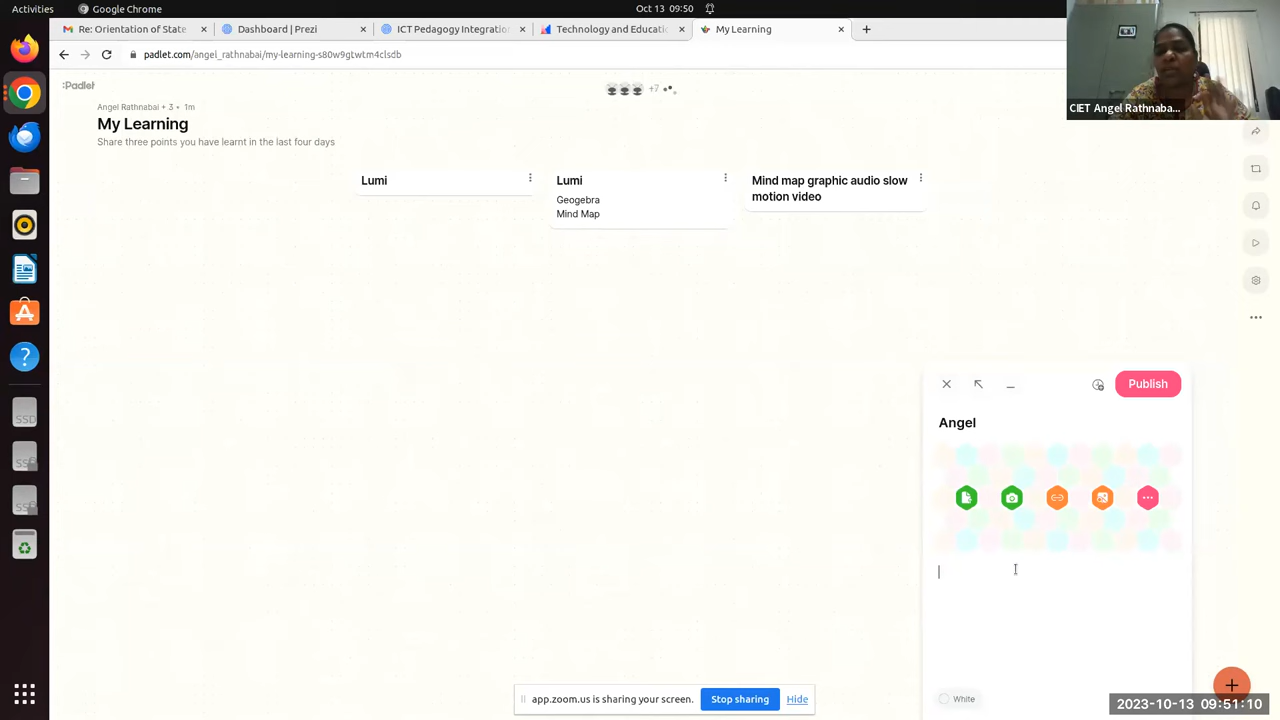 Activities
Google Chrome
Oct 13 09:50
Re: Orientation of State
Dashboard | Prezi
ICT Pedagogy Integration
Technology and Educatio
My Learning
padlet.com/angel_rathnabai/my-learning-s80w9gtwtm4clsdb
CIET Angel Rathnaba...
:Padlet
+7
Angel Rathnabai + 3 • 1m
My Learning
Share three points you have learnt in the last four days
Lumi
Lumi
Geogebra
Mind Map
Mind map graphic audio slow
motion video
Publish
Angel
White
SSD
app.zoom.us is sharing your screen.
Stop sharing
Hide
2023-10-13 09:51:10